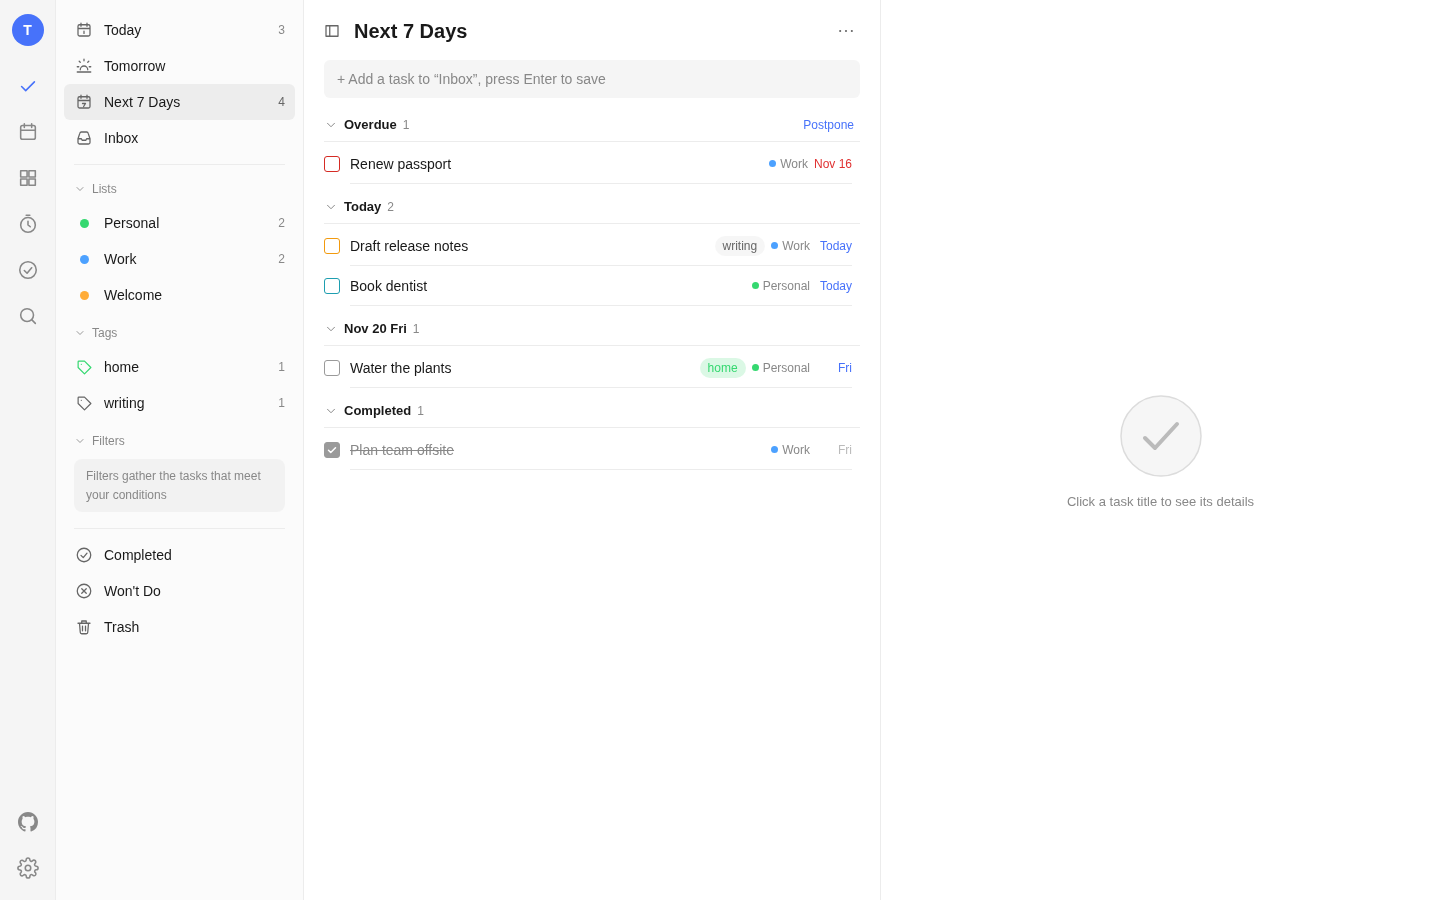 T
Today 3
Tomorrow
Next 7 Days 4
Inbox
Lists
Personal 2
Work 2
Welcome
Tags
home 1
writing 1
Filters
Filters gather the tasks that meet
your conditions
Completed
Won't Do
Trash
Next 7 Days
+ Add a task to “Inbox”, press Enter to save
Overdue 1 Postpone
Renew passport Work Nov 16
Today 2
Draft release notes writing Work Today
Book dentist Personal Today
Nov 20 Fri 1
Water the plants home Personal Fri
Completed 1
Plan team offsite Work Fri
Click a task title to see its details